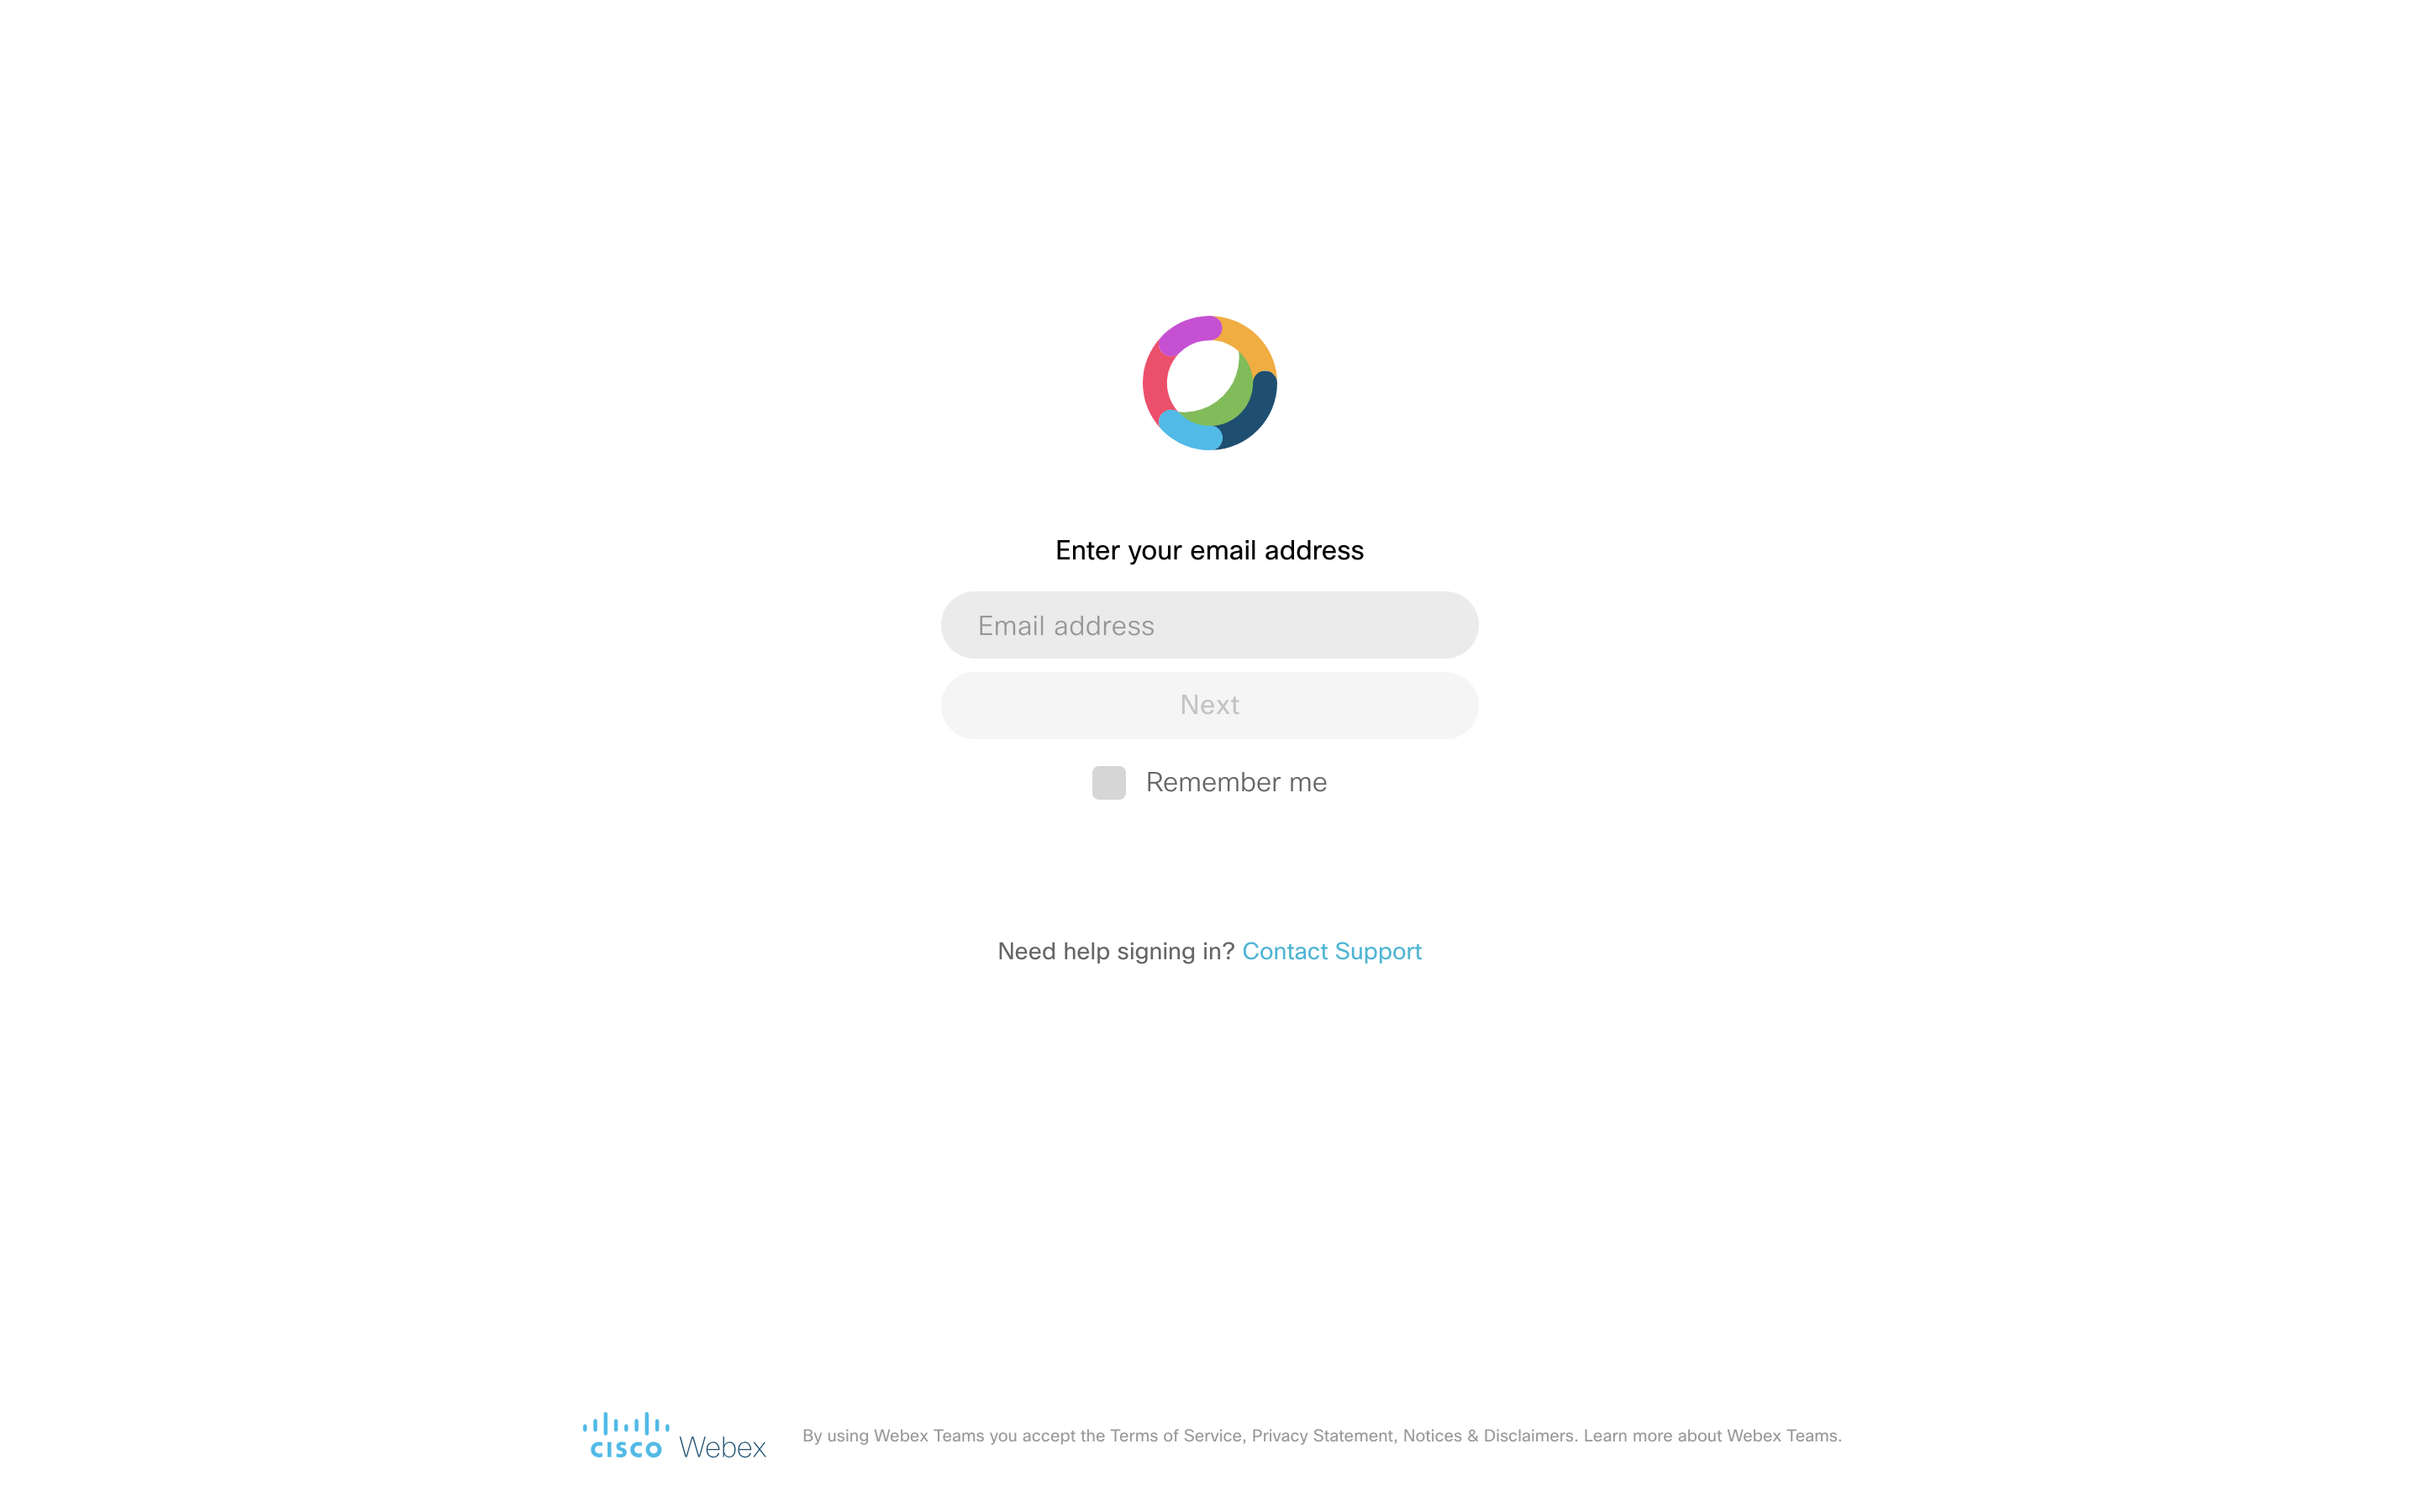 Enter your email address
Email address
Next
Remember me
Need help signing in? Contact Support
cisco Webex
By using Webex Teams you accept the Terms of Service, Privacy Statement, Notices & Disclaimers. Learn more about Webex Teams.